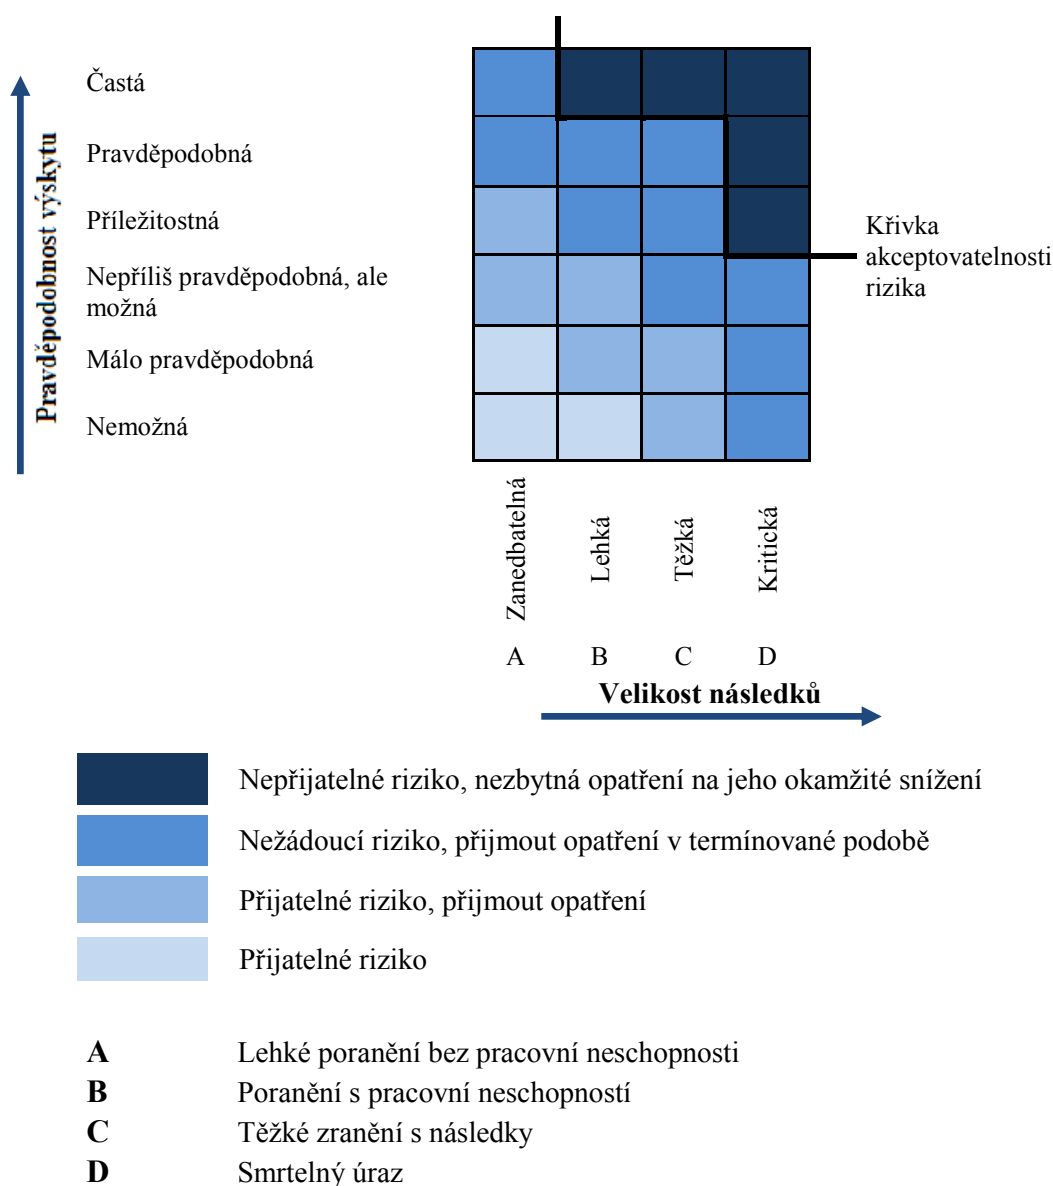 Pravděpodobnost výskytu
Častá
Pravděpodobná
Příležitostná
Nepříliš pravděpodobná, ale
možná
Málo pravděpodobná
Nemožná
Křivka
akceptovatelnosti
rizika
Zanedbatelná
Lehká
Těžká
Kritická
A B C D
Velikost následků
Nepřijatelné riziko, nezbytná opatření na jeho okamžité snížení
Nežádoucí riziko, přijmout opatření v termínované podobě
Přijatelné riziko, přijmout opatření
Přijatelné riziko
A Lehké poranění bez pracovní neschopnosti
B Poranění s pracovní neschopností
C Těžké zranění s následky
D Smrtelný úraz